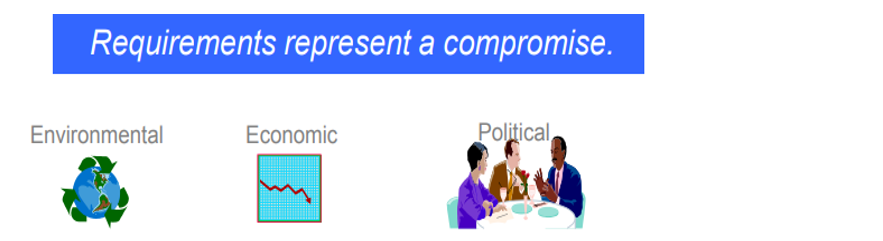 Requirements represent a compromise.
Environmental Economic Political